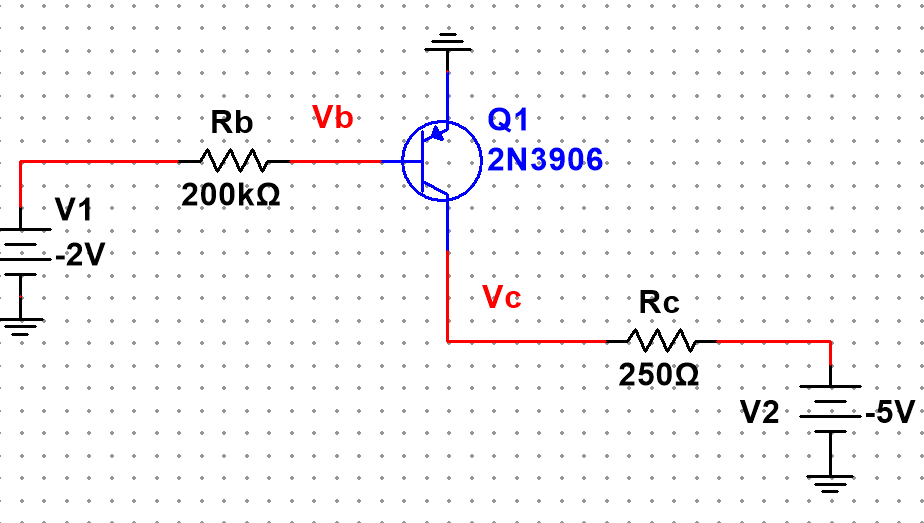 Rb
Vb
Q1
2N3906
200kΩ
V1
-2V
Vc
Rc
250Ω
V2
-5V